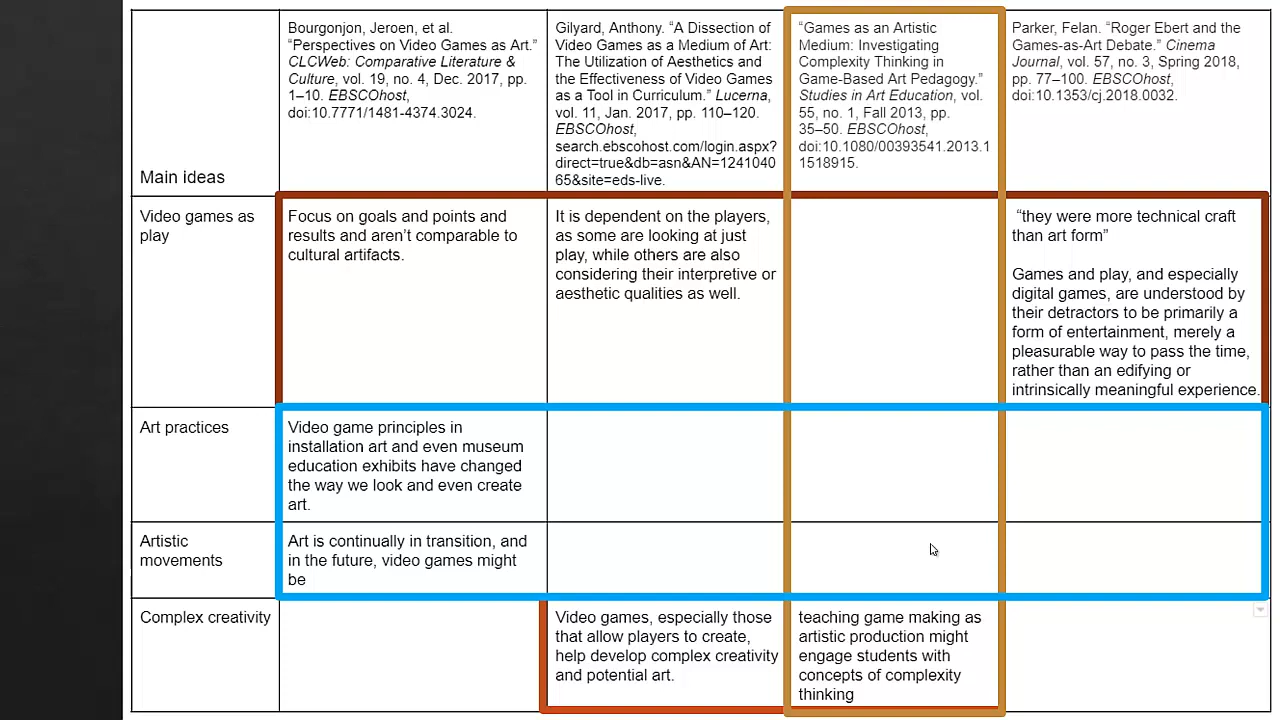 Main ideas
Bourgonjon, Jeroen, et al.
“Perspectives on Video Games as Art.”
CLCWeb: Comparative Literature &
Culture, vol. 19, no. 4, Dec. 2017, pp.
1–10. EBSCOhost,
doi:10.7771/1481-4374.3024.
Gilyard, Anthony. “A Dissection of
Video Games as a Medium of Art:
The Utilization of Aesthetics and
the Effectiveness of Video Games
as a Tool in Curriculum.” Lucerna,
vol. 11, Jan. 2017, pp. 110–120.
EBSCOhost,
search.ebscohost.com/login.aspx?
direct=true&db=asn&AN=1241040
65&site=eds-live.
“Games as an Artistic
Medium: Investigating
Complexity Thinking in
Game-Based Art Pedagogy.”
Studies in Art Education, vol.
55, no. 1, Fall 2013, pp.
35–50. EBSCOhost,
doi:10.1080/00393541.2013.1
1518915.
Parker, Felan. “Roger Ebert and the
Games-as-Art Debate.” Cinema
Journal, vol. 57, no. 3, Spring 2018,
pp. 77–100. EBSCOhost,
doi:10.1353/cj.2018.0032.
Video games as
play
Focus on goals and points and
results and aren’t comparable to
cultural artifacts.
It is dependent on the players,
as some are looking at just
play, while others are also
considering their interpretive or
aesthetic qualities as well.
“they were more technical craft
than art form”
Games and play, and especially
digital games, are understood by
their detractors to be primarily a
form of entertainment, merely a
pleasurable way to pass the time,
rather than an edifying or
intrinsically meaningful experience.
Art practices
Video game principles in
installation art and even museum
education exhibits have changed
the way we look and even create
art.
Artistic
movements
Art is continually in transition, and
in the future, video games might
be
Complex creativity
Video games, especially those
that allow players to create,
help develop complex creativity
and potential art.
teaching game making as
artistic production might
engage students with
concepts of complexity
thinking